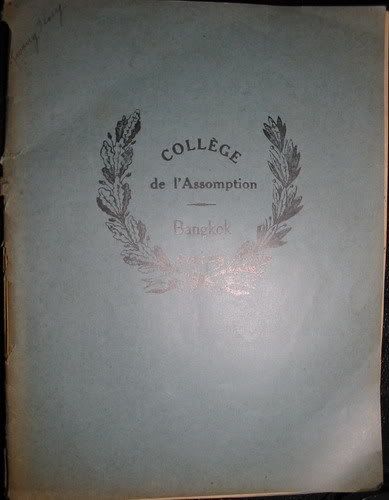 COLLÈGE
de l'Assomption
Bangkok